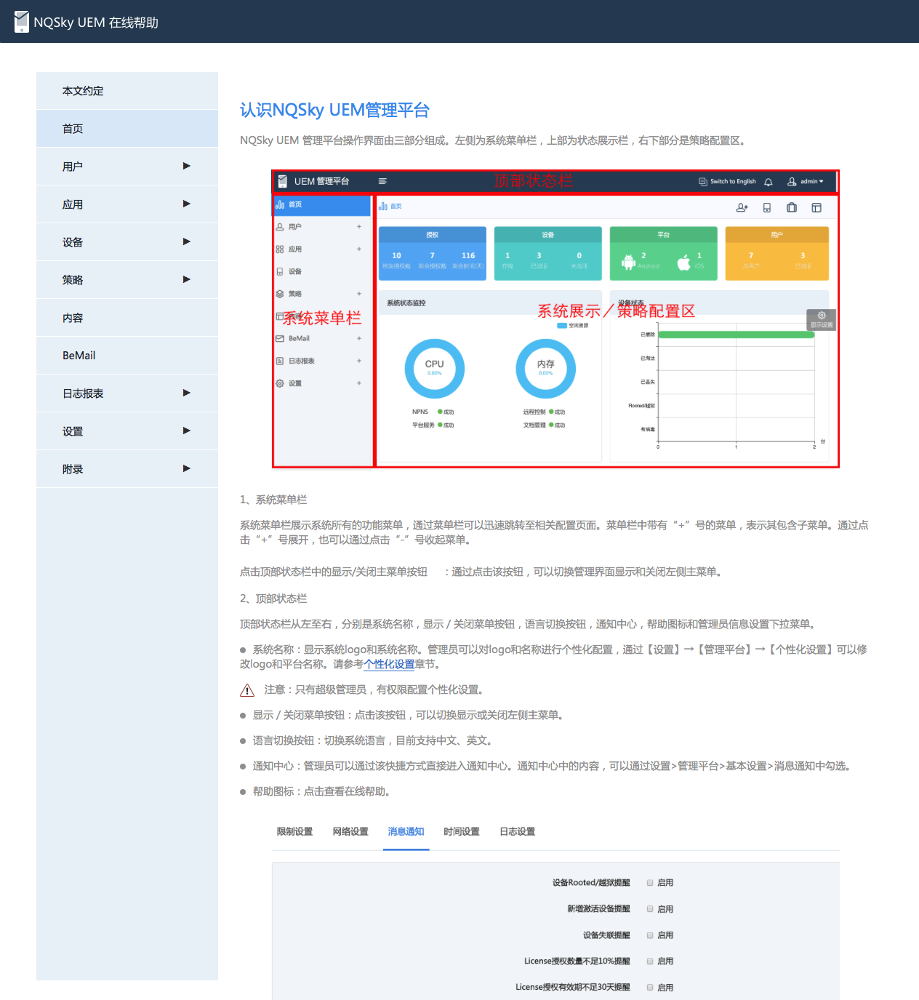 NQSky UEM 在线帮助
本文约定
首页
用户
应用
设备
策略
内容
BeMail
日志报表
设置
附录
认识NQSky UEM管理平台
NQSky UEM 管理平台操作界面由三部分组成。左侧为系统菜单栏，上部为状态展示栏，右下部分是策略配置区。
UEM 管理平台
顶部状态栏
Switch to English
admin
首页
用户 +
应用 +
设备
策略 +
系统菜单栏
BeMail +
日志报表 +
设置 +
首页
授权
10 7 116
终端授权数 剩余授权数 剩余时间(天)
设备
1 3 0
在线 已激活 未激活
平台
2 1
Android iOS
用户
7 3
总用户 已激活
系统状态监控
设备状态
系统展示／策略配置区
显示设置
空闲资源
CPU
0.00%
内存
0.00%
NPNS 成功
远程控制 成功
平台服务 成功
文档管理 成功
已擦除
已淘汰
已丢失
Rooted/越狱
有病毒
0 1 2
台
1、系统菜单栏
系统菜单栏展示系统所有的功能菜单，通过菜单栏可以迅速跳转至相关配置页面。菜单栏中带有“+”号的菜单，表示其包含子菜单。通过点
击“+”号展开，也可以通过点击“-”号收起菜单。
点击顶部状态栏中的显示/关闭主菜单按钮 ：通过点击该按钮，可以切换管理界面显示和关闭左侧主菜单。
2、顶部状态栏
顶部状态栏从左至右，分别是系统名称，显示 / 关闭菜单按钮，语言切换按钮，通知中心，帮助图标和管理员信息设置下拉菜单。
● 系统名称：显示系统logo和系统名称。管理员可以对logo和名称进行个性化配置，通过【设置】→【管理平台】→【个性化设置】可以修
改logo和平台名称。请参考个性化设置章节。
注意：只有超级管理员，有权限配置个性化设置。
● 显示 / 关闭菜单按钮：点击该按钮，可以切换显示或关闭左侧主菜单。
● 语言切换按钮：切换系统语言，目前支持中文、英文。
● 通知中心：管理员可以通过该快捷方式直接进入通知中心。通知中心中的内容，可以通过设置>管理平台>基本设置>消息通知中勾选。
● 帮助图标：点击查看在线帮助。
限制设置 网络设置 消息通知 时间设置 日志设置
设备Rooted/越狱提醒 启用
新增激活设备提醒 启用
设备失联提醒 启用
License授权数量不足10%提醒 启用
License授权有效期不足30天提醒 启用